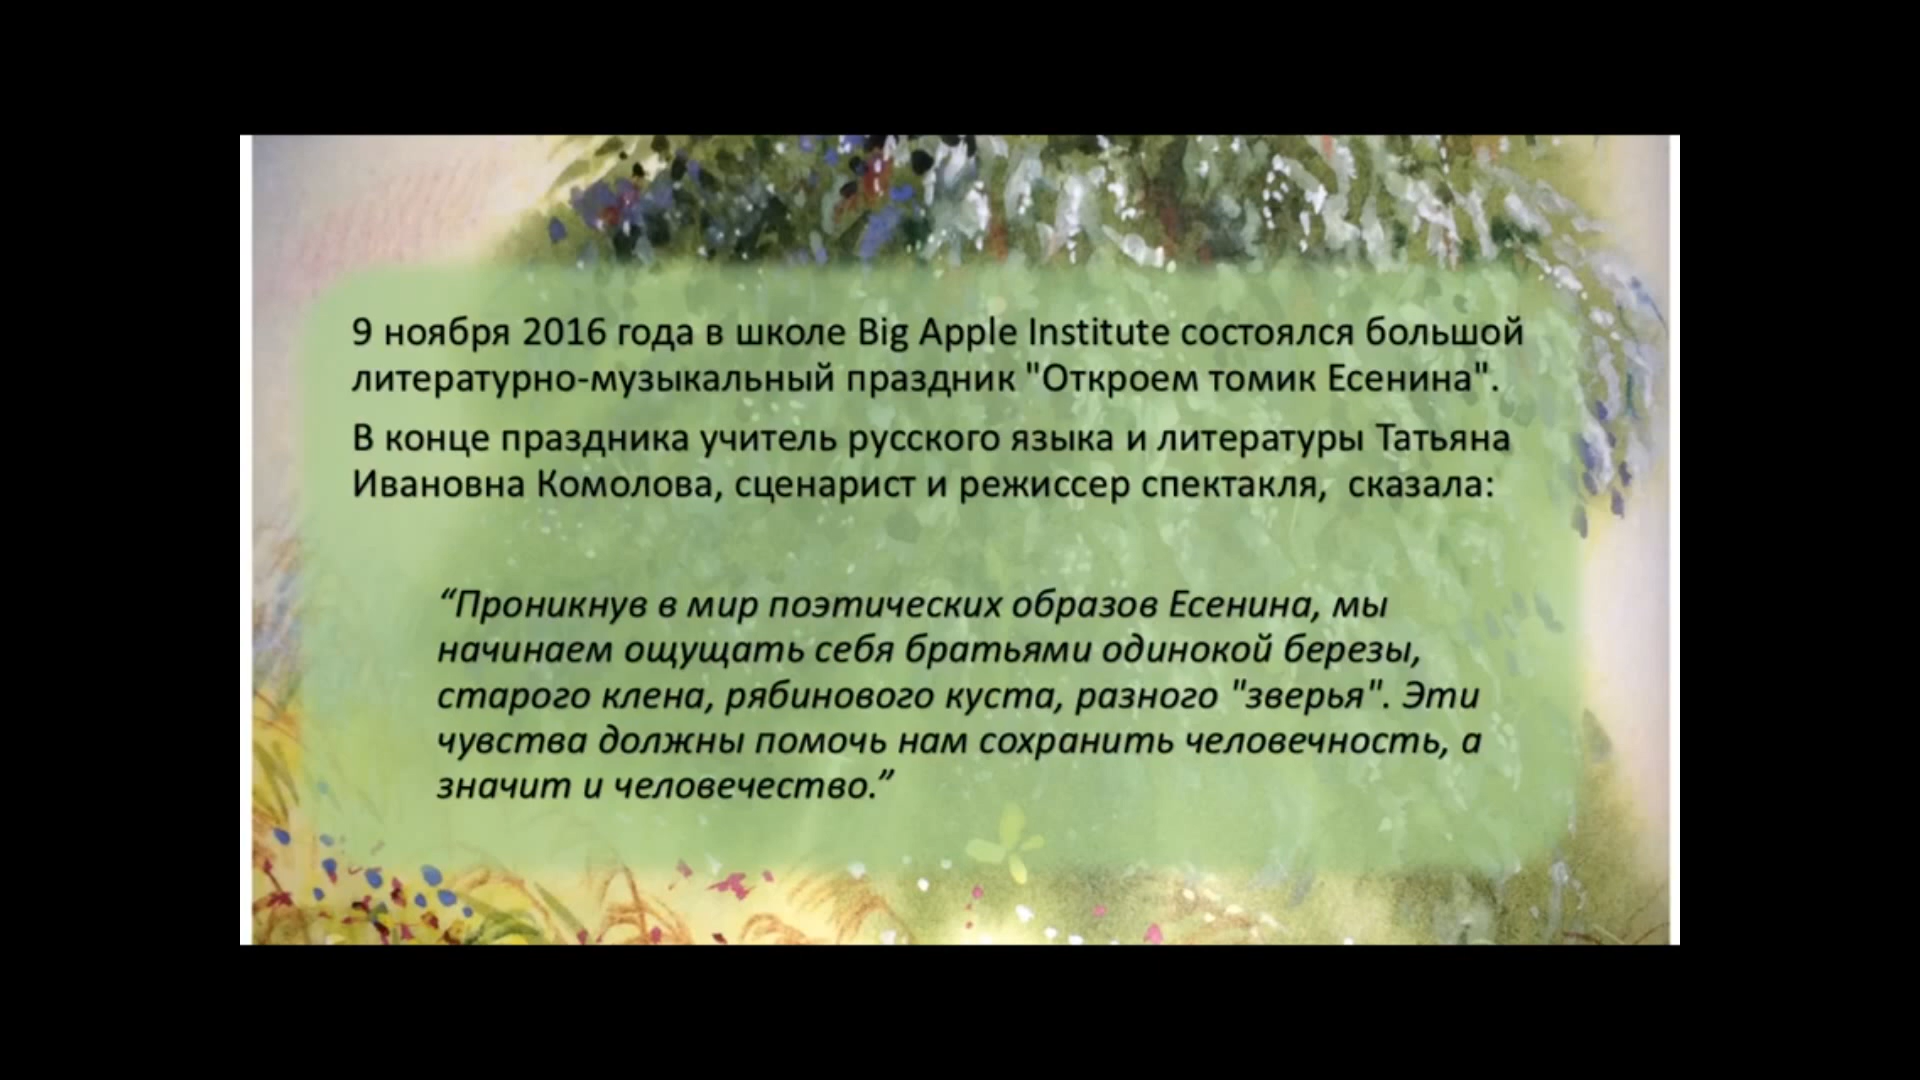 9 ноября 2016 года в школе Big Apple Institute состоялся большой
литературно-музыкальный праздник "Откроем томик Есенина".
В конце праздника учитель русского языка и литературы Татьяна
Ивановна Комолова, сценарист и режиссер спектакля, сказала:
“Проникнув в мир поэтических образов Есенина, мы
начинаем ощущать себя братьями одинокой березы,
старого клена, рябинового куста, разного "зверья". Эти
чувства должны помочь нам сохранить человечность, а
значит и человечество.”